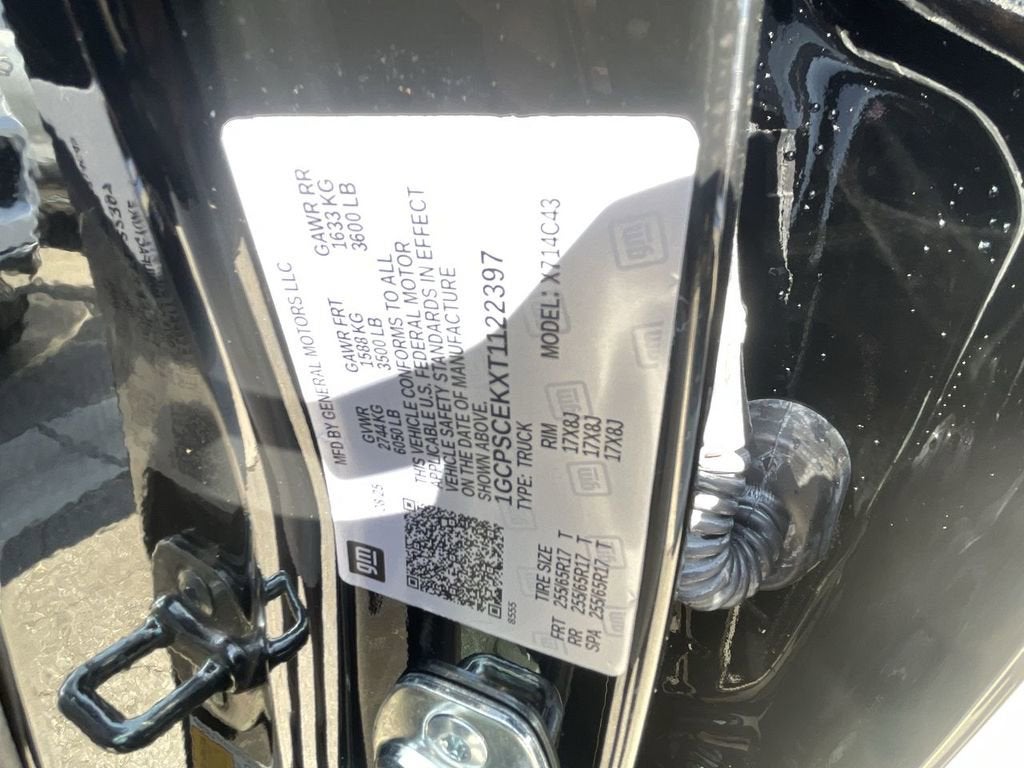 MFD BY GENERAL MOTORS LLC
GVWR GAWR FRT GAWR RR
2744KG 1588 KG 1633 KG
6050 LB 3500 LB 3600 LB
THIS VEHICLE CONFORMS TO ALL
APPLICABLE U.S. FEDERAL MOTOR
VEHICLE SAFETY STANDARDS IN EFFECT
ON THE DATE OF MANUFACTURE
SHOWN ABOVE.
1GCPSCEKXT1122397
TYPE: TRUCK MODEL: X714C43
gm
8555
TIRE SIZE RIM
FRT 255/65R17 T 17X8J
RR 255/65R17 T 17X8J
SPA 255/65R17 T 17X8J